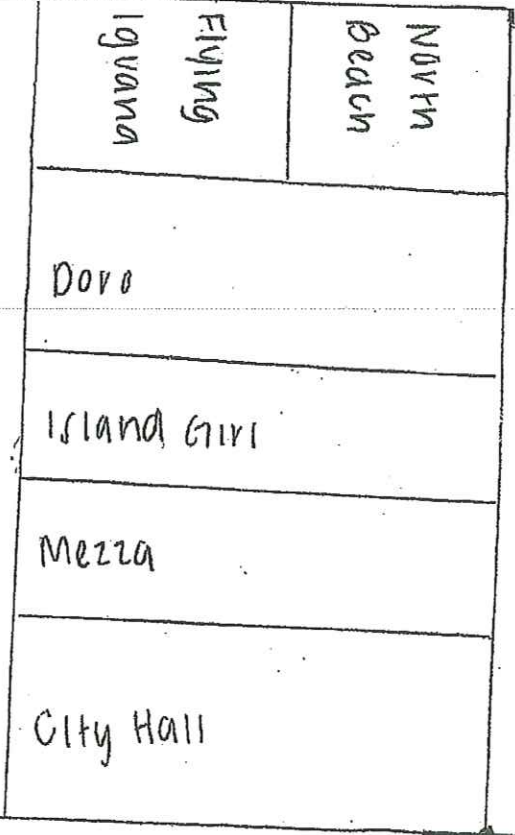 Flying
Iguana
North
Beach
Doro
Island Girl
Mezza
City Hall